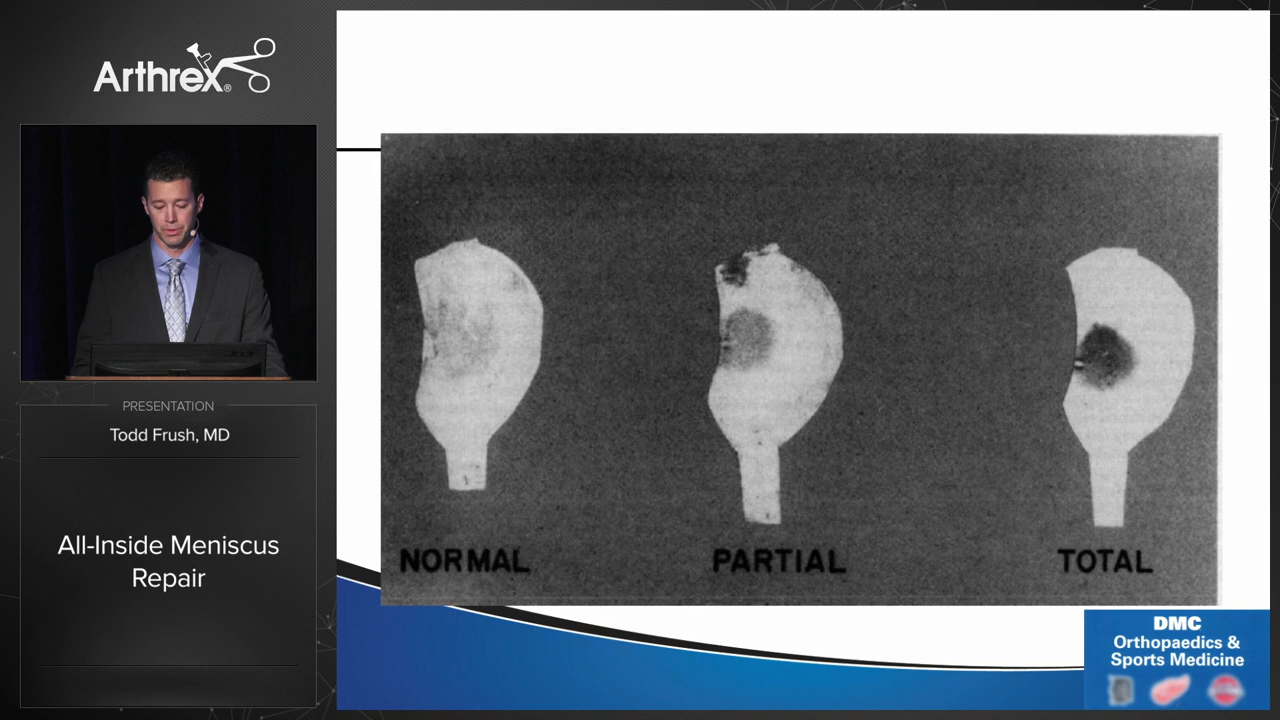 Arthrex®
PRESENTATION
Todd Frush, MD
All-Inside Meniscus
Repair
NORMAL
PARTIAL
TOTAL
DMC
Orthopaedics &
Sports Medicine